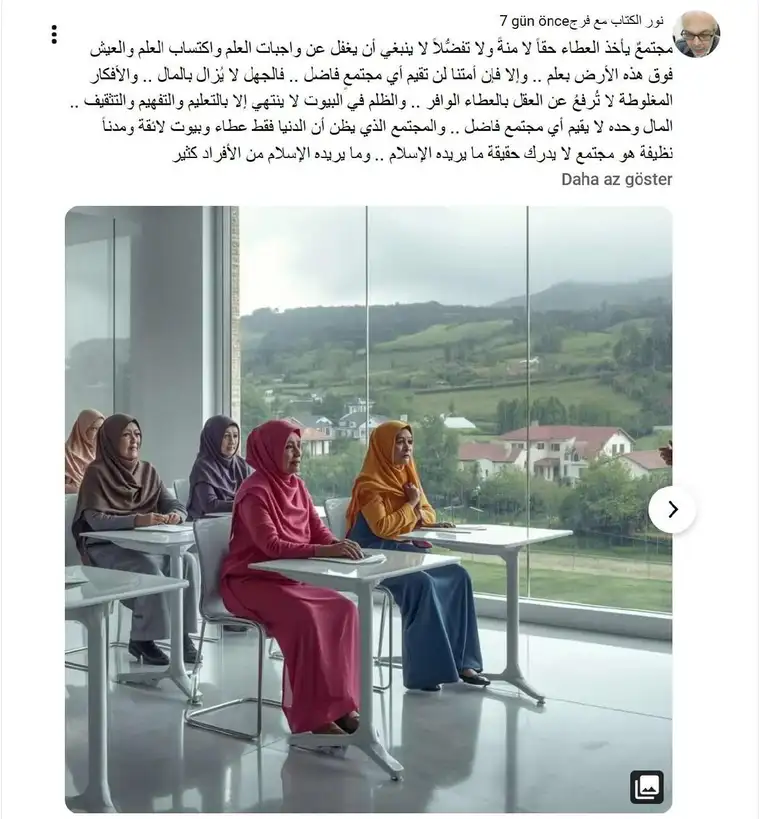 نور الكتاب مع فرج7 gün önce
مجتمعٌ يأخذ العطاء حقاً لا منةً ولا تفضُّلاً لا ينبغي أن يغفل عن واجبات العلم واكتساب العلم والعيش
فوق هذه الأرض بعلم .. وإلا فإن أمتنا لن تقيم أي مجتمعٍ فاضل .. فالجهل لا يُزال بالمال .. والأفكار
المغلوطة لا تُرفعُ عن العقل بالعطاء الوافر .. والظلم في البيوت لا ينتهي إلا بالتعليم والتفهيم والتثقيف ..
المال وحده لا يقيم أي مجتمع فاضل .. والمجتمع الذي يظن أن الدنيا فقط عطاء وبيوت لائقة ومدناً
نظيفة هو مجتمع لا يدرك حقيقة ما يريده الإسلام .. وما يريده الإسلام من الأفراد كثير
Daha az göster